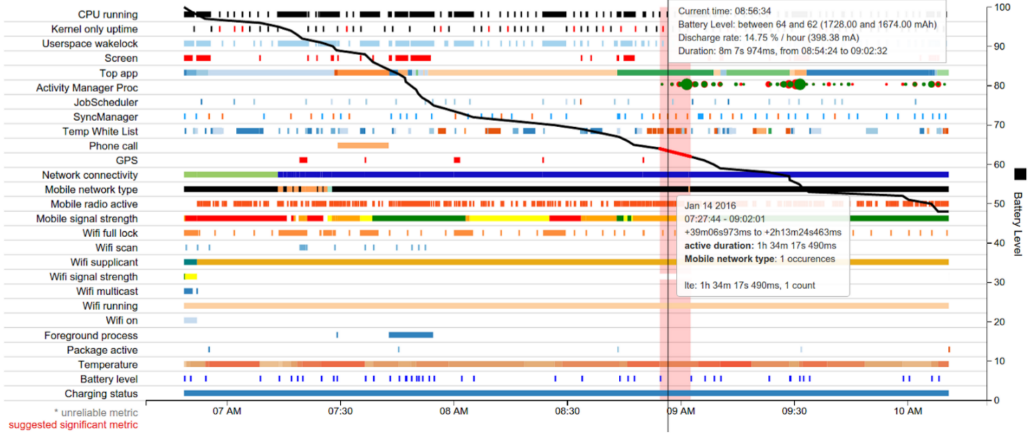 Current time: 08:56:34
Battery Level: between 64 and 62 (1728.00 and 1674.00 mAh)
Discharge rate: 14.75 % / hour (398.38 mA)
Duration: 8m 7s 974ms, from 08:54:24 to 09:02:32
CPU running
Kernel only uptime
Userspace wakelock
Screen
Top app
Activity Manager Proc
JobScheduler
SyncManager
Temp White List
Phone call
GPS
Network connectivity
Mobile network type
Mobile radio active
Mobile signal strength
Wifi full lock
Wifi scan
Wifi supplicant
Wifi signal strength
Wifi multicast
Wifi running
Wifi on
Foreground process
Package active
Temperature
Battery level
Charging status
* unreliable metric
suggested significant metric
Jan 14 2016
07:27:44 - 09:02:01
+39m06s973ms to +2h13m24s463ms
active duration: 1h 34m 17s 490ms
Mobile network type: 1 occurences
lte: 1h 34m 17s 490ms, 1 count
07 AM
07:30
08 AM
08:30
09 AM
09:30
10 AM
100
90
80
70
60
50
40
30
20
10
0
Battery Level